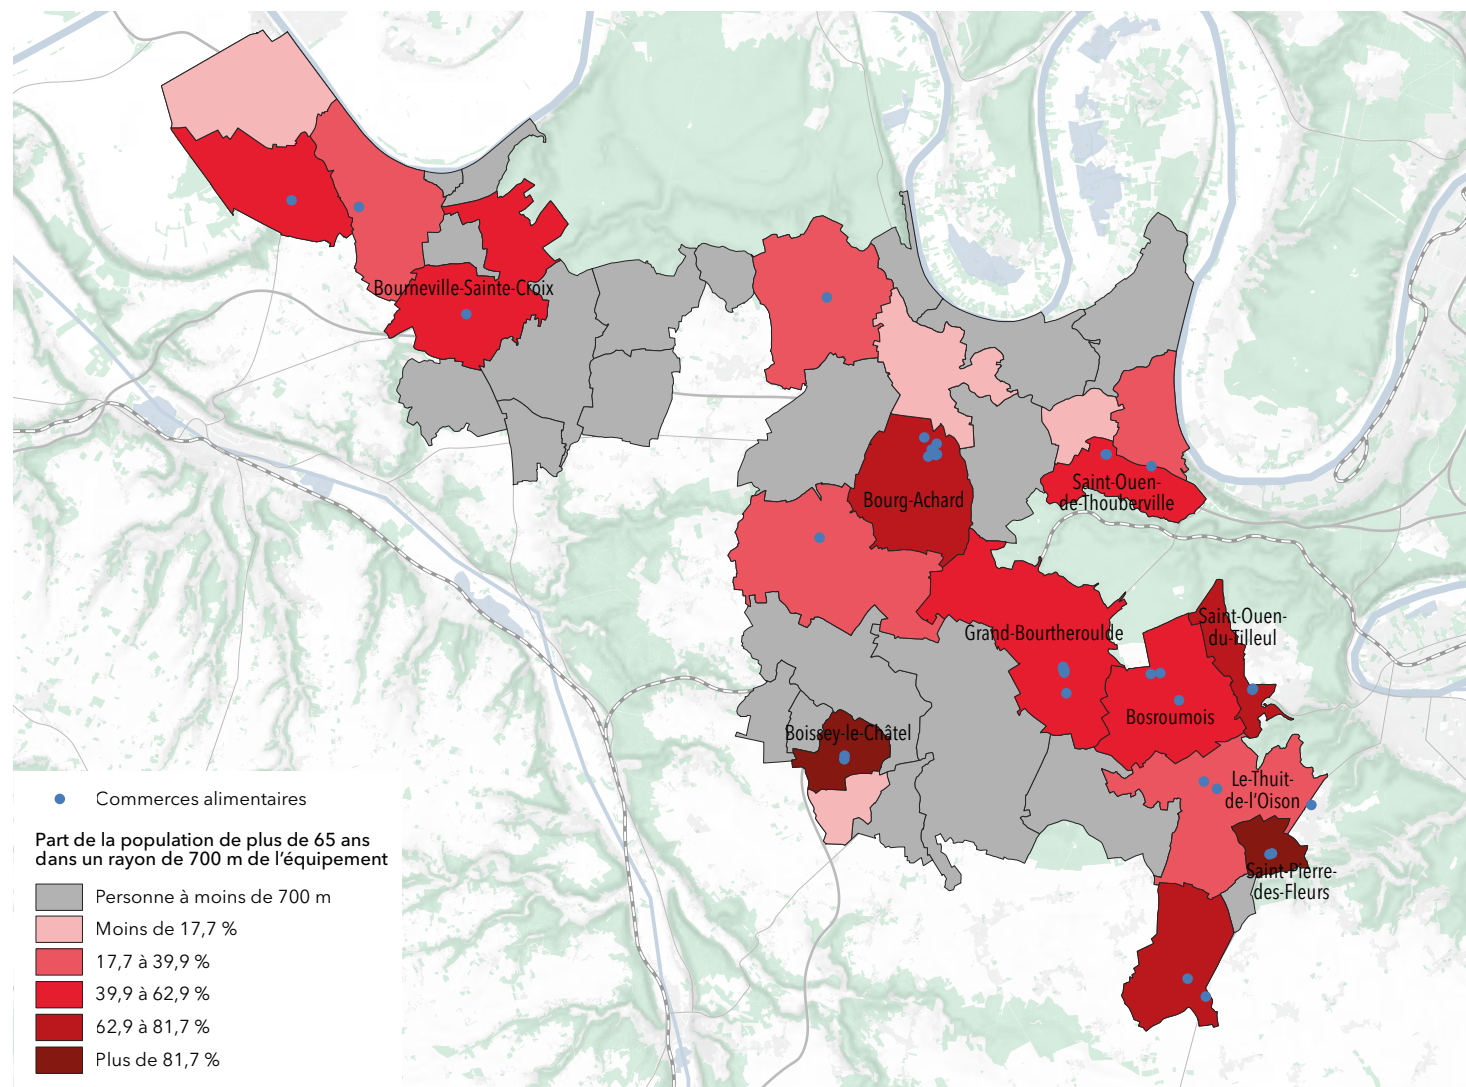 Bourneville-Sainte-Croix
Bourg-Achard
Saint-Ouen-
de-Thouberville
Grand-Bourtheroulde
Saint-Ouen-
du-Tilleul
Bosroumois
Boissey-le-Châtel
Le-Thuit-
de-l'Oison
Saint-Pierre-
des-Fleurs
Commerces alimentaires
Part de la population de plus de 65 ans
dans un rayon de 700 m de l'équipement
Personne à moins de 700 m
Moins de 17,7 %
17,7 à 39,9 %
39,9 à 62,9 %
62,9 à 81,7 %
Plus de 81,7 %